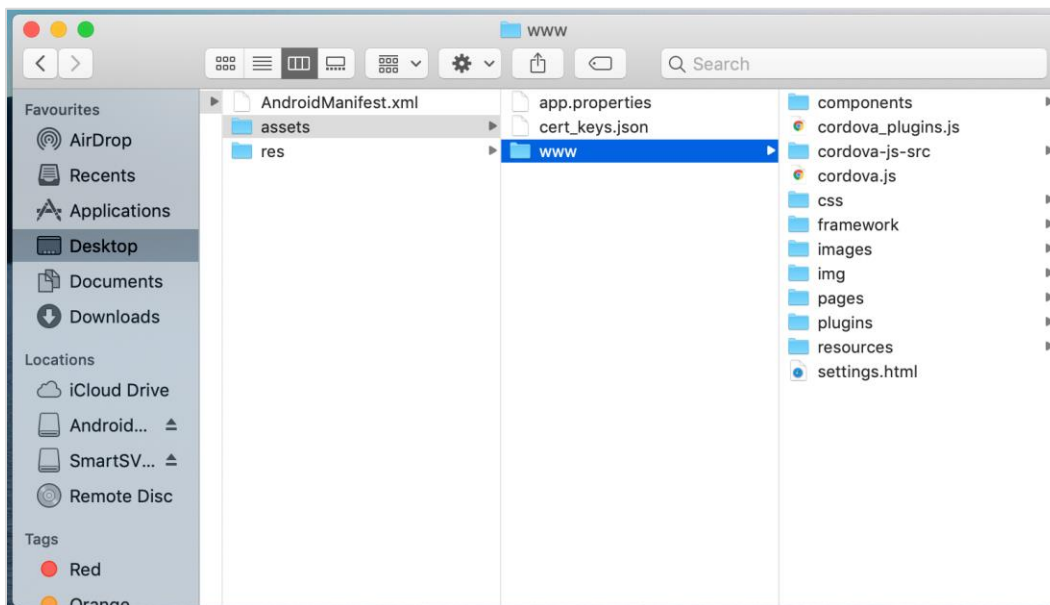 www
Search
Favourites
AirDrop
Recents
Applications
Desktop
Documents
Downloads
Locations
iCloud Drive
Android...
SmartSV...
Remote Disc
Tags
Red
Orange
AndroidManifest.xml
assets
res
app.properties
cert_keys.json
www
components
cordova_plugins.js
cordova-js-src
cordova.js
css
framework
images
img
pages
plugins
resources
settings.html